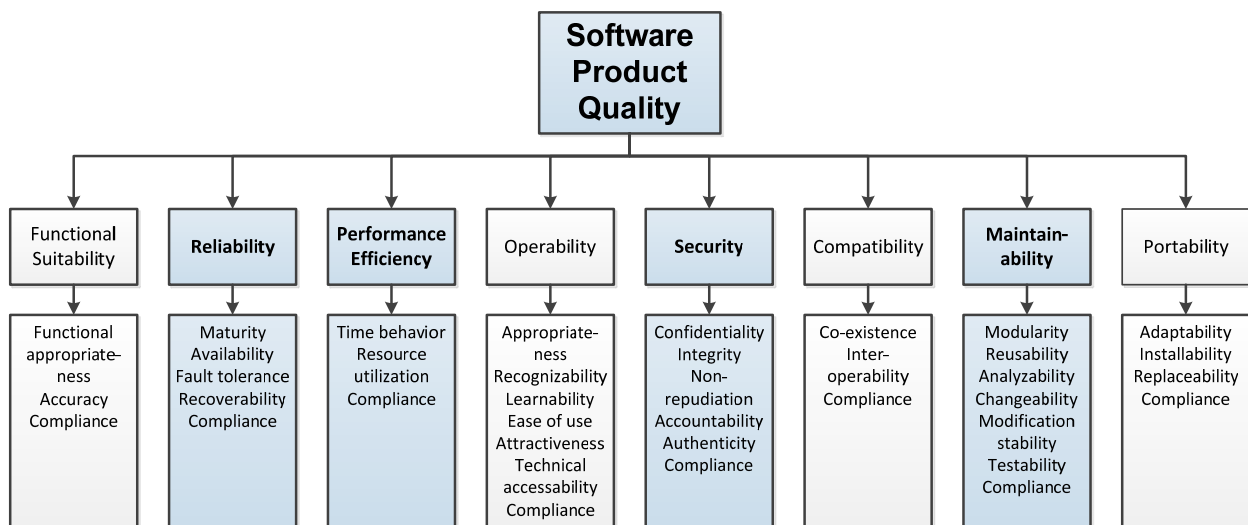 Software
Product
Quality
Functional
Suitability
Reliability
Performance
Efficiency
Operability
Security
Compatibility
Maintain-
ability
Portability
Functional
appropriate-
ness
Accuracy
Compliance
Maturity
Availability
Fault tolerance
Recoverability
Compliance
Time behavior
Resource
utilization
Compliance
Appropriate-
ness
Recognizability
Learnability
Ease of use
Attractiveness
Technical
accessability
Compliance
Confidentiality
Integrity
Non-
repudiation
Accountability
Authenticity
Compliance
Co-existence
Inter-
operability
Compliance
Modularity
Reusability
Analyzability
Changeability
Modification
stability
Testability
Compliance
Adaptability
Installability
Replaceability
Compliance